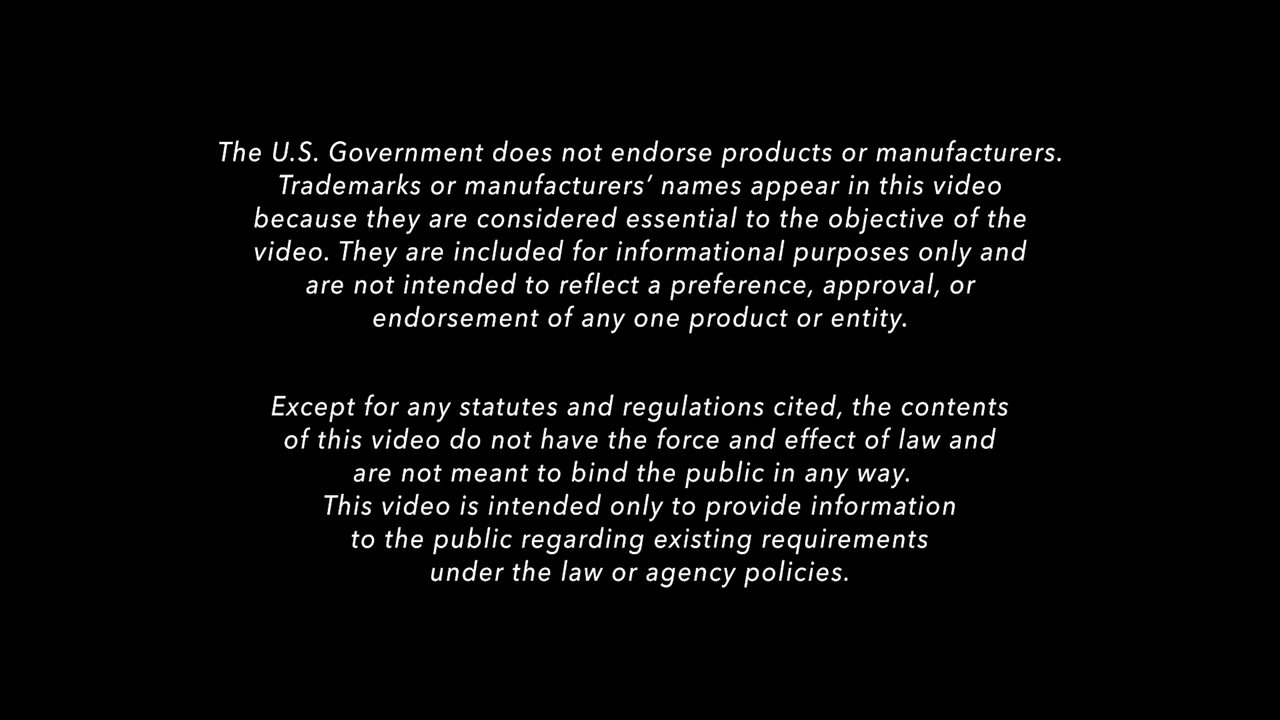 The U.S. Government does not endorse products or manufacturers.
Trademarks or manufacturers’ names appear in this video
because they are considered essential to the objective of the
video. They are included for informational purposes only and
are not intended to reflect a preference, approval, or
endorsement of any one product or entity.
Except for any statutes and regulations cited, the contents
of this video do not have the force and effect of law and
are not meant to bind the public in any way.
This video is intended only to provide information
to the public regarding existing requirements
under the law or agency policies.